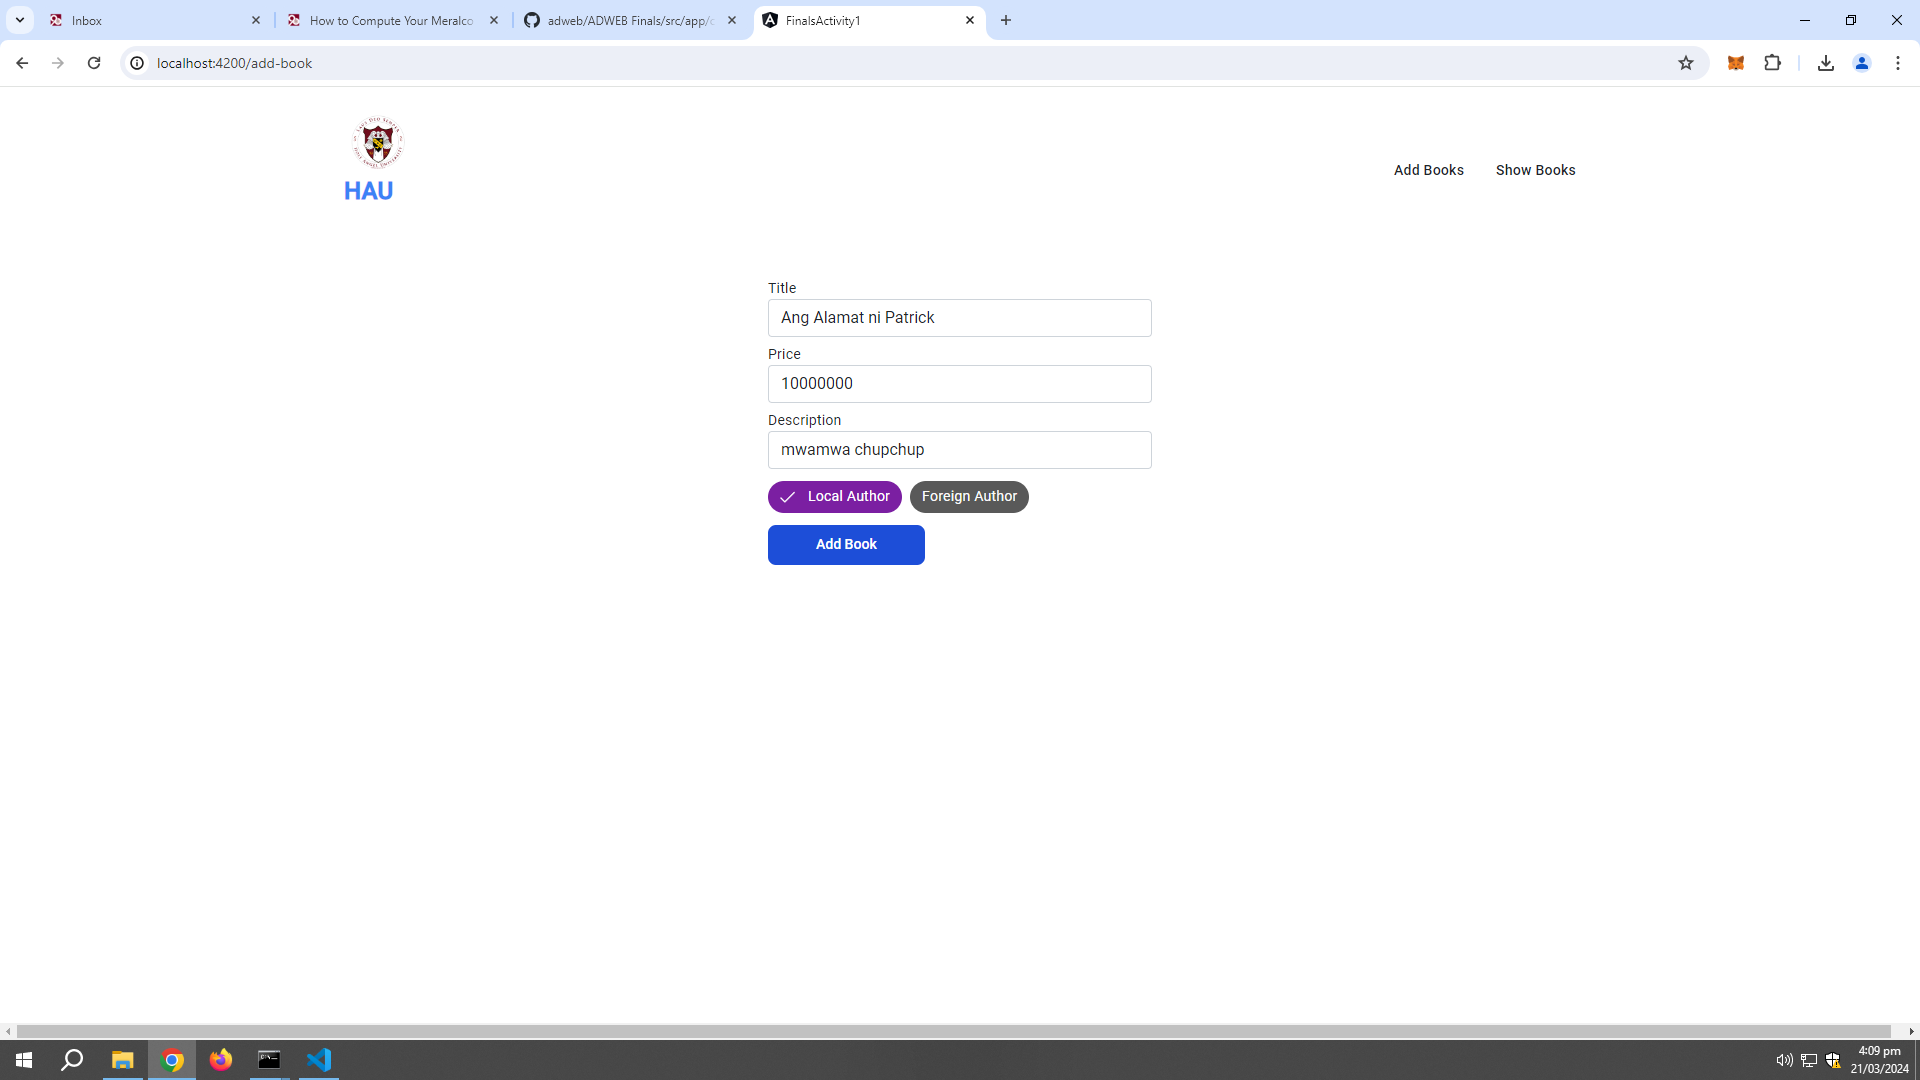 Inbox
How to Compute Your Meralco
adweb/ADWEB Finals/src/app/c
FinalsActivity1
localhost:4200/add-book
HAU
Add Books
Show Books
Title
Ang Alamat ni Patrick
Price
10000000
Description
mwamwa chupchup
Local Author
Foreign Author
Add Book
4:09 pm
21/03/2024